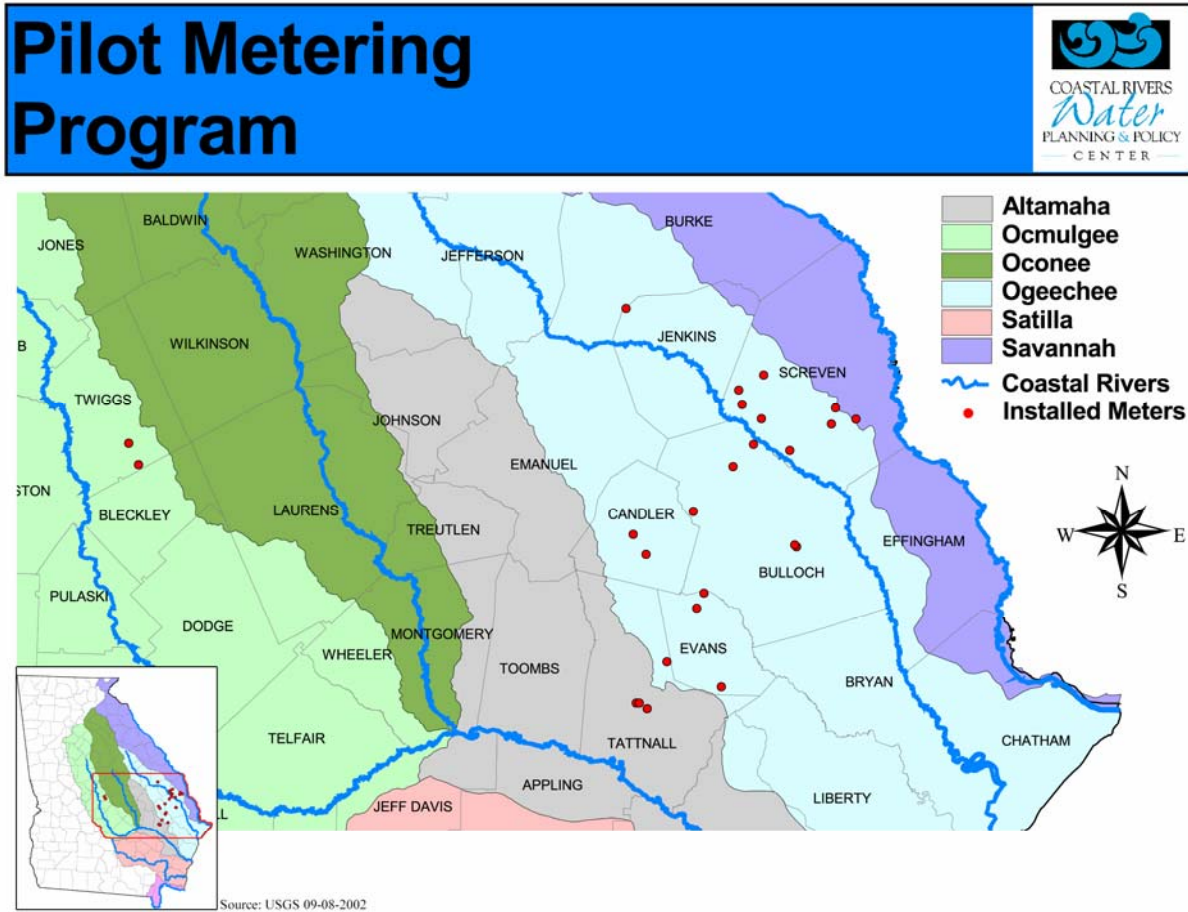 Pilot Metering
Program
COASTAL RIVERS
Water
PLANNING & POLICY
CENTER
Altamaha
Ocmulgee
Oconee
Ogeechee
Satilla
Savannah
Coastal Rivers
Installed Meters
N
W E
S
BALDWIN
BURKE
JONES
WASHINGTON
JEFFERSON
WILKINSON
JENKINS
B
SCREVEN
TWIGGS
JOHNSON
EMANUEL
STON
BLECKLEY
LAURENS
CANDLER
TREUTLEN
EFFINGHAM
BULLOCH
PULASKI
DODGE
MONTGOMERY
WHEELER
TOOMBS
EVANS
BRYAN
TELFAIR
TATTNALL
CHATHAM
APPLING
LIBERTY
JEFF DAVIS
LL
Source: USGS 09-08-2002